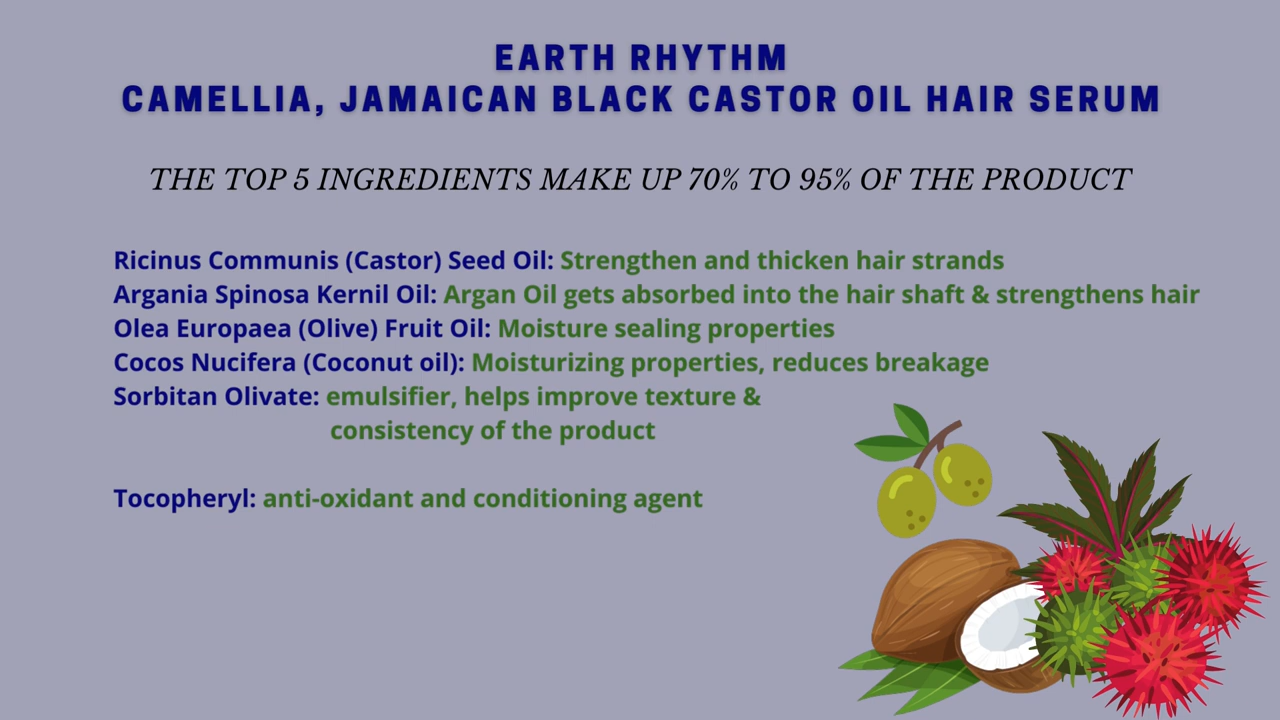 EARTH RHYTHM
CAMELLIA, JAMAICAN BLACK CASTOR OIL HAIR SERUM
THE TOP 5 INGREDIENTS MAKE UP 70% TO 95% OF THE PRODUCT
Ricinus Communis (Castor) Seed Oil: Strengthen and thicken hair strands
Argania Spinosa Kernil Oil: Argan Oil gets absorbed into the hair shaft & strengthens hair
Olea Europaea (Olive) Fruit Oil: Moisture sealing properties
Cocos Nucifera (Coconut oil): Moisturizing properties, reduces breakage
Sorbitan Olivate: emulsifier, helps improve texture &
consistency of the product
Tocopheryl: anti-oxidant and conditioning agent